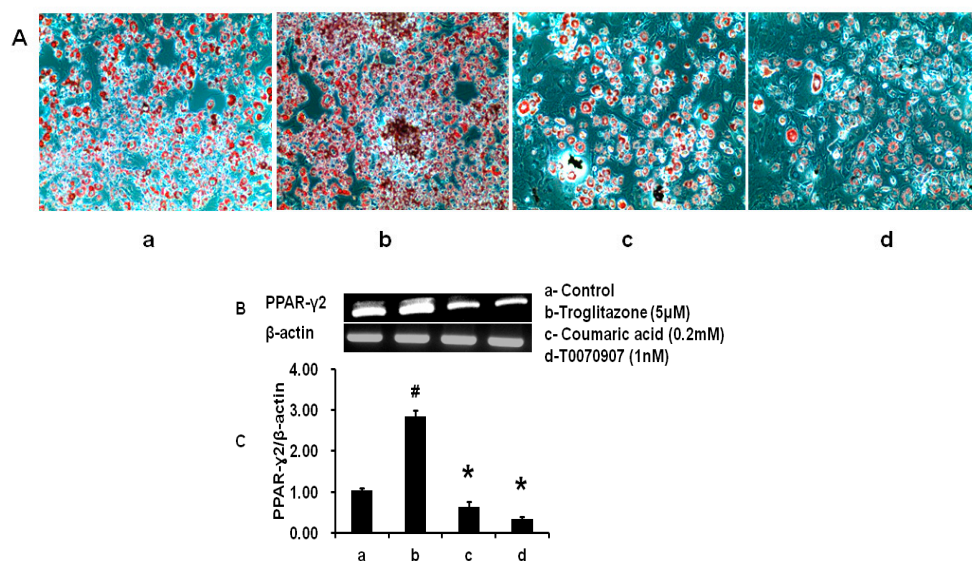 A
a b c d
B PPAR-γ2
β-actin
a- Control
b-Troglitazone (5μM)
c- Coumaric acid (0.2mM)
d-T0070907 (1nM)
C
PPAR-ɣ2/β-actin
4.00
3.00
2.00
1.00
0.00
#
*
*
a b c d